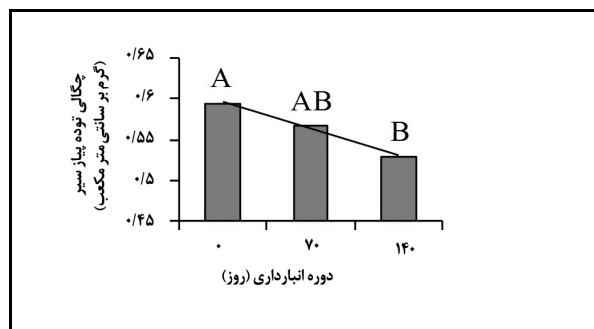 چگالی توده پیاز سیر
(گرم بر سانتی متر مکعب)
۰/۶۵
۰/۶
۰/۵۵
۰/۵
۰/۴۵
A
AB
B
۰ ۷۰ ۱۴۰
دوره انبارداری (روز)